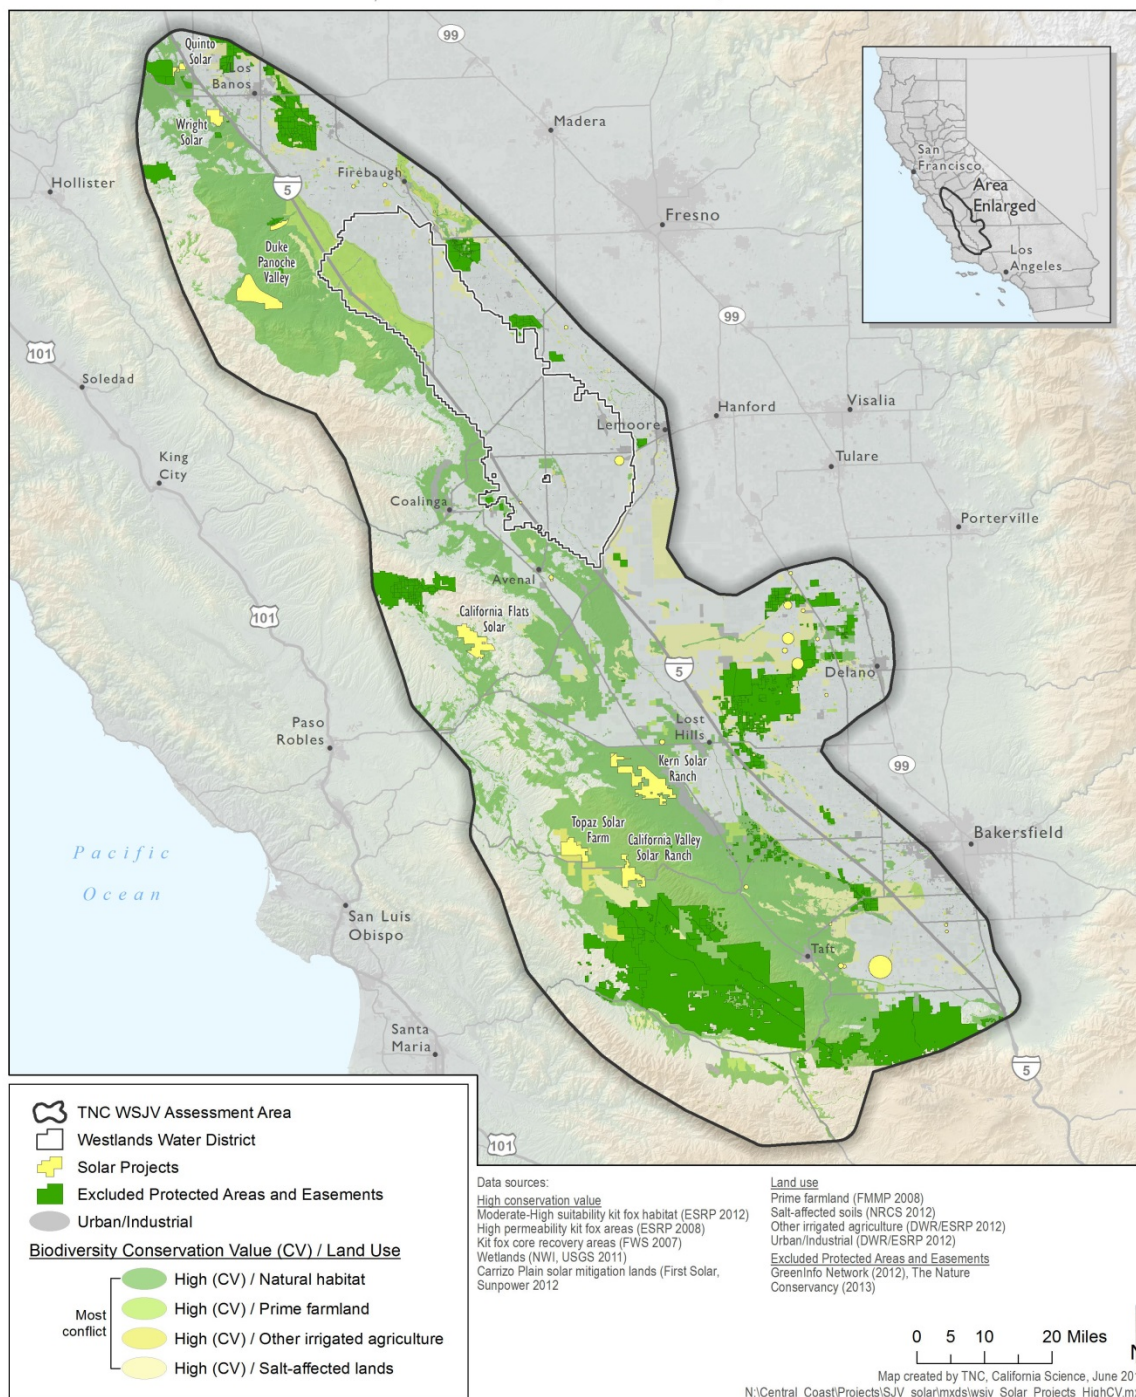 99
Quinto
Solar
Los
Banos
Madera
Wright
Solar
Hollister
Firebaugh
5
Fresno
Duke
Panoche
Valley
San
Francisco
Area
Enlarged
Los
Angeles
99
101
Soledad
Hanford
Visalia
Lemoore
King
City
Tulare
Coalinga
Porterville
Avenal
101
California Flats
Solar
5
Delano
Paso
Robles
Lost
Hills
Kern Solar
Ranch
99
Topaz Solar
Farm
California Valley
Solar Ranch
Bakersfield
Pacific
Ocean
San Luis
Obispo
Taft
Santa
Maria
5
101
TNC WSJV Assessment Area
Westlands Water District
Solar Projects
Excluded Protected Areas and Easements
Urban/Industrial
Biodiversity Conservation Value (CV) / Land Use
Most
conflict
High (CV) / Natural habitat
High (CV) / Prime farmland
High (CV) / Other irrigated agriculture
High (CV) / Salt-affected lands
Data sources:
High conservation value
Moderate-High suitability kit fox habitat (ESRP 2012)
High permeability kit fox areas (ESRP 2008)
Kit fox core recovery areas (FWS 2007)
Wetlands (NWI, USGS 2011)
Carrizo Plain solar mitigation lands (First Solar,
Sunpower 2012
Land use
Prime farmland (FMMP 2008)
Salt-affected soils (NRCS 2012)
Other irrigated agriculture (DWR/ESRP 2012)
Urban/Industrial (DWR/ESRP 2012)
Excluded Protected Areas and Easements
GreenInfo Network (2012), The Nature
Conservancy (2013)
0 5 10 20 Miles
Map created by TNC, California Science, June 201
N:\Central_Coast\Projects\SJV_solar\mxds\wsjv_Solar_Projects_HighCV.m